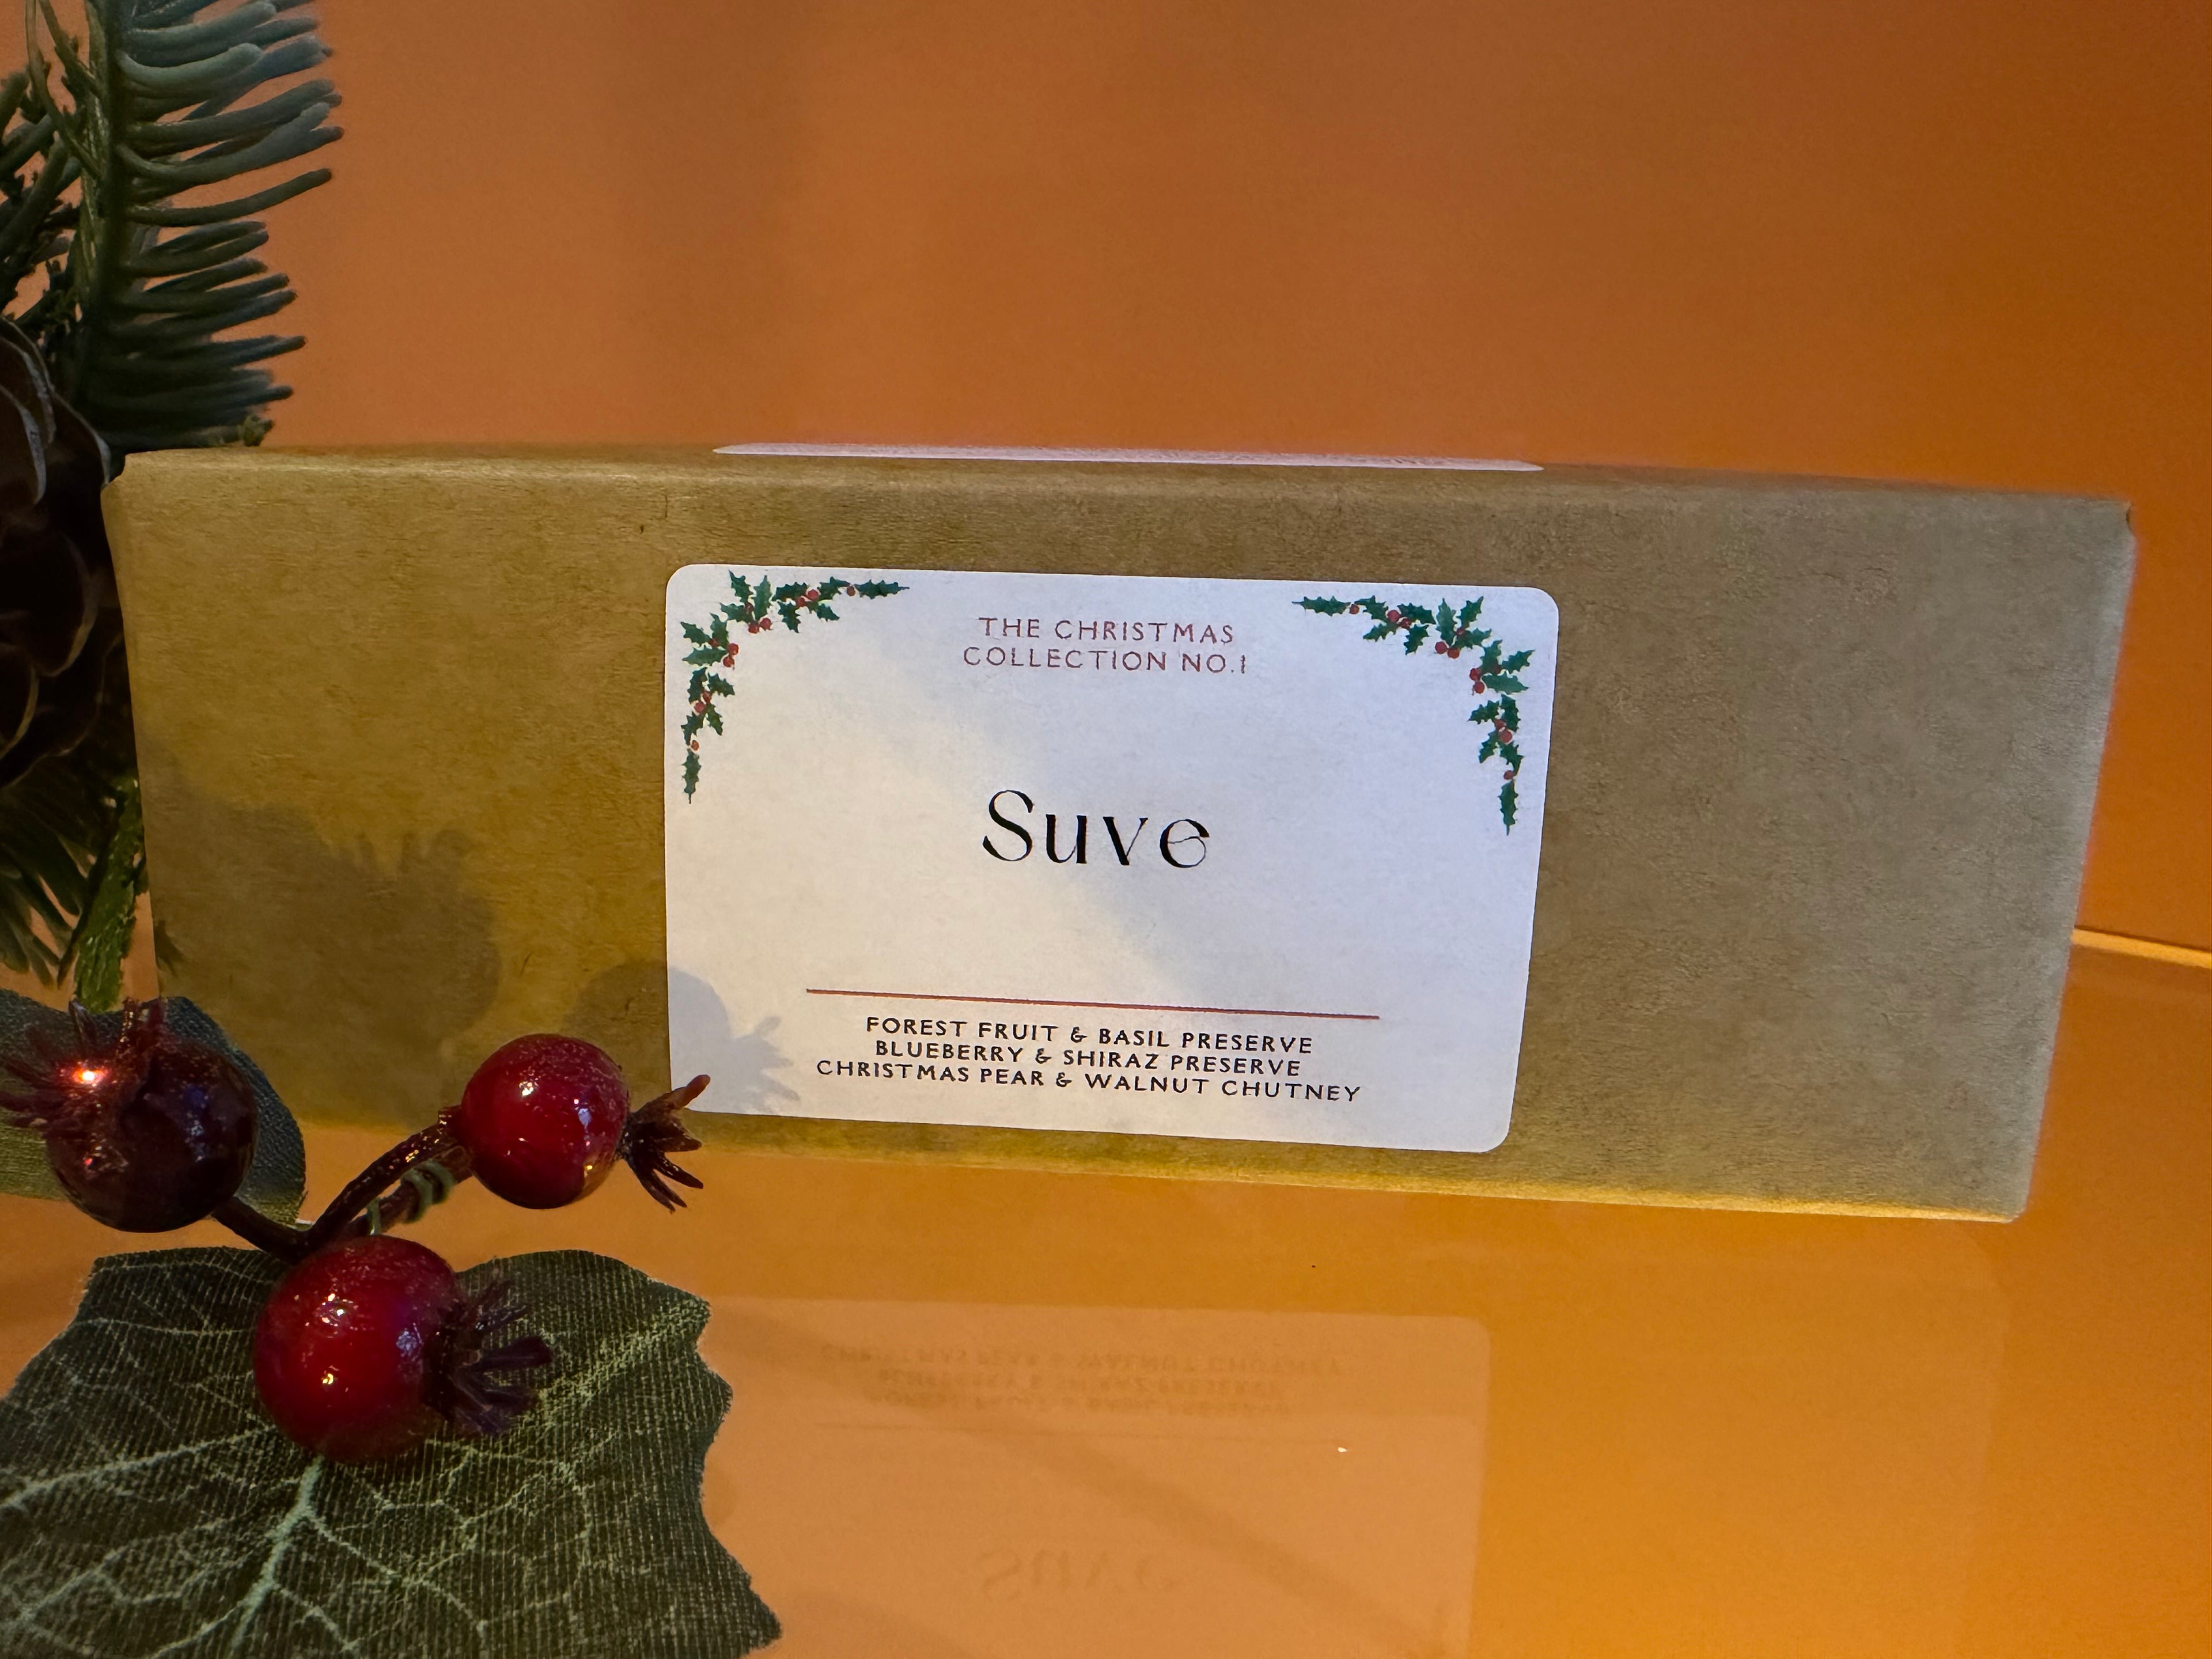 THE CHRISTMAS
COLLECTION NO.1
Suve
FOREST FRUIT & BASIL PRESERVE
BLUEBERRY & SHIRAZ PRESERVE
CHRISTMAS PEAR & WALNUT CHUTNEY